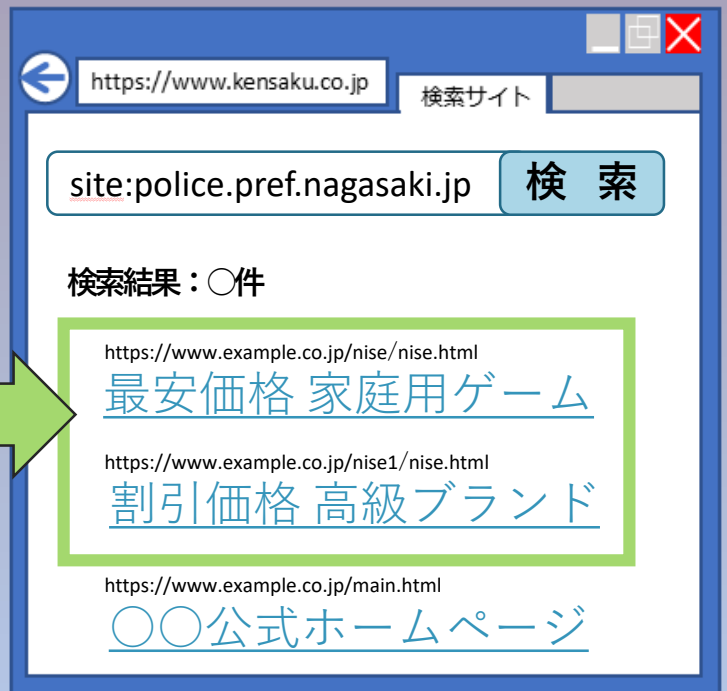 https://www.kensaku.co.jp
検索サイト
site:police.pref.nagasaki.jp
検 索
検索結果：○件
https://www.example.co.jp/nise/nise.html
最安価格 家庭用ゲーム
https://www.example.co.jp/nise1/nise.html
割引価格 高級ブランド
https://www.example.co.jp/main.html
○○公式ホームページ